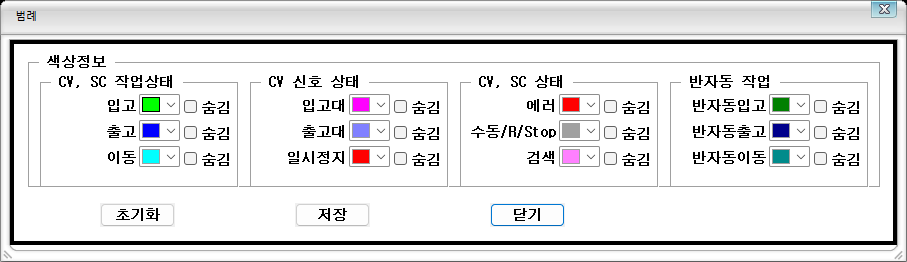 범례
색상정보
CV, SC 작업상태
CV 신호 상태
CV, SC 상태
반자동 작업
입고 숨김 입고대 숨김 에러 숨김 반자동입고 숨김
출고 숨김 출고대 숨김 수동/R/Stop 숨김 반자동출고 숨김
이동 숨김 일시정지 숨김 검색 숨김 반자동이동 숨김
초기화 저장 닫기